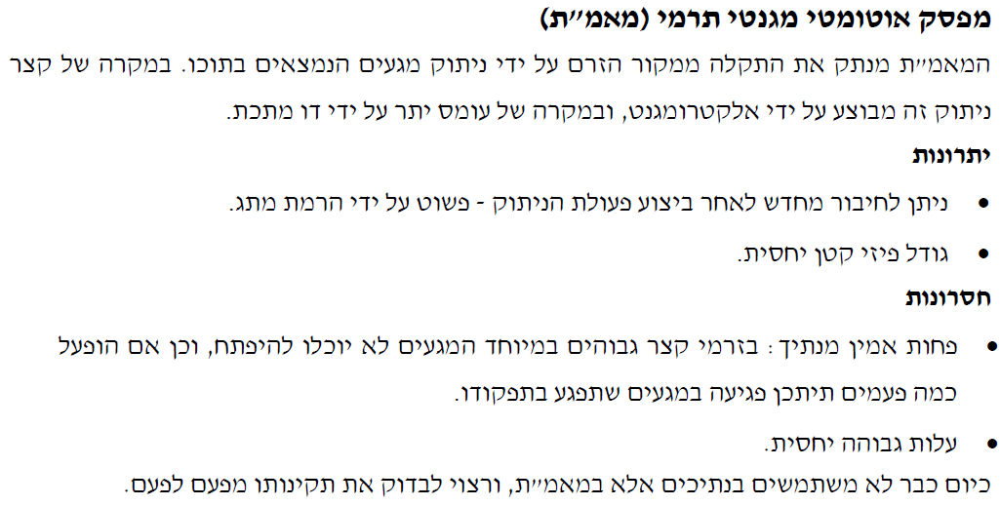 מפסק אוטומטי מגנטי תרמי (מאמ״ת)
המאמ״ת מנתק את התקלה ממקור הזרם על ידי ניתוק מגעים הנמצאים בתוכו. במקרה של קצר
ניתוק זה מבוצע על ידי אלקטרומגנט, ובמקרה של עומס יתר על ידי דו מתכת.
יתרונות
• ניתן לחיבור מחדש לאחר ביצוע פעולת הניתוק - פשוט על ידי הרמת מתג.
• גודל פיזי קטן יחסית.
חסרונות
• פחות אמין מנתיך: בזרמי קצר גבוהים במיוחד המגעים לא יוכלו להיפתח, וכן אם הופעל
כמה פעמים תיתכן פגיעה במגעים שתפגע בתפקודו.
• עלות גבוהה יחסית.
כיום כבר לא משתמשים בנתיכים אלא במאמ״ת, ורצוי לבדוק את תקינותו מפעם לפעם.